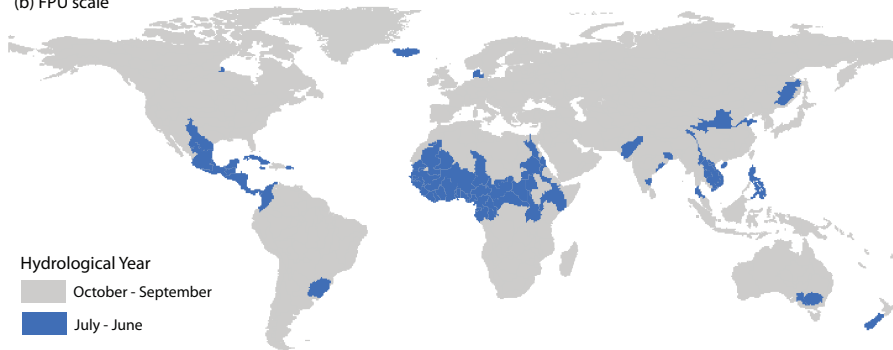 (b) FPU scale
Hydrological Year
October - September
July - June